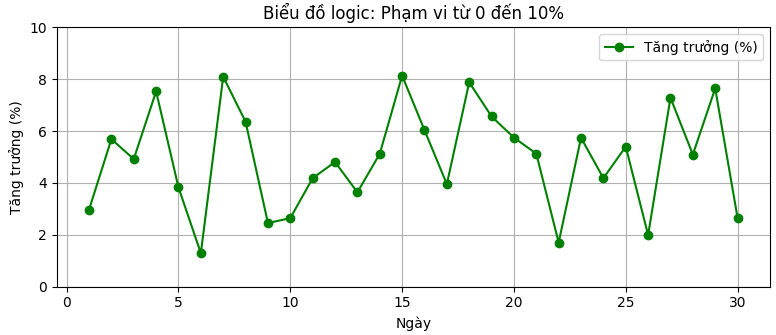 Biểu đồ logic: Phạm vi từ 0 đến 10%
Tăng trưởng (%)
10
8
6
4
2
0
Tăng trưởng (%)
0 5 10 15 20 25 30
Ngày